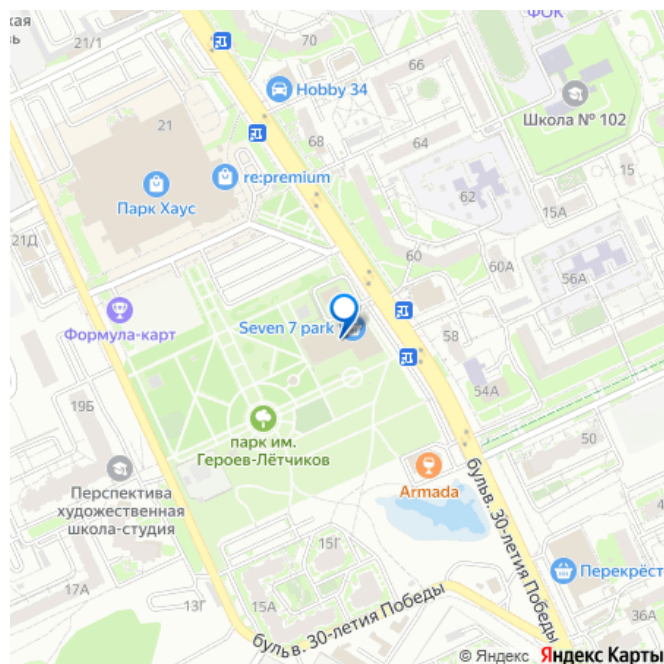 кая
вь
21/1
70
ФОК
66
Hobby 34
Школа № 102
21
68
64
15
re:premium
Парк Хаус
62
15А
21Д
60
60А
56А
Формула-карт
Seven 7 park
58
54А
19Б
парк им.
Героев-Лётчиков
50
Перспектива
художественная
школа-студия
Armada
4
бульв. 30-летия Победы
15Г
Перекрёст
17А
13Г
15А
36А
бульв. 30-летия Победы
© Яндекс Яндекс Карты